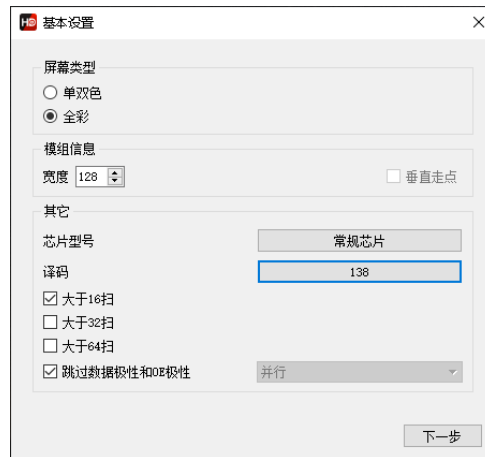 HD 基本设置
屏幕类型
单双色
全彩
模组信息
宽度 128
垂直走点
其它
芯片型号 常规芯片
译码 138
大于16扫
大于32扫
大于64扫
跳过数据极性和OE极性 并行
下一步